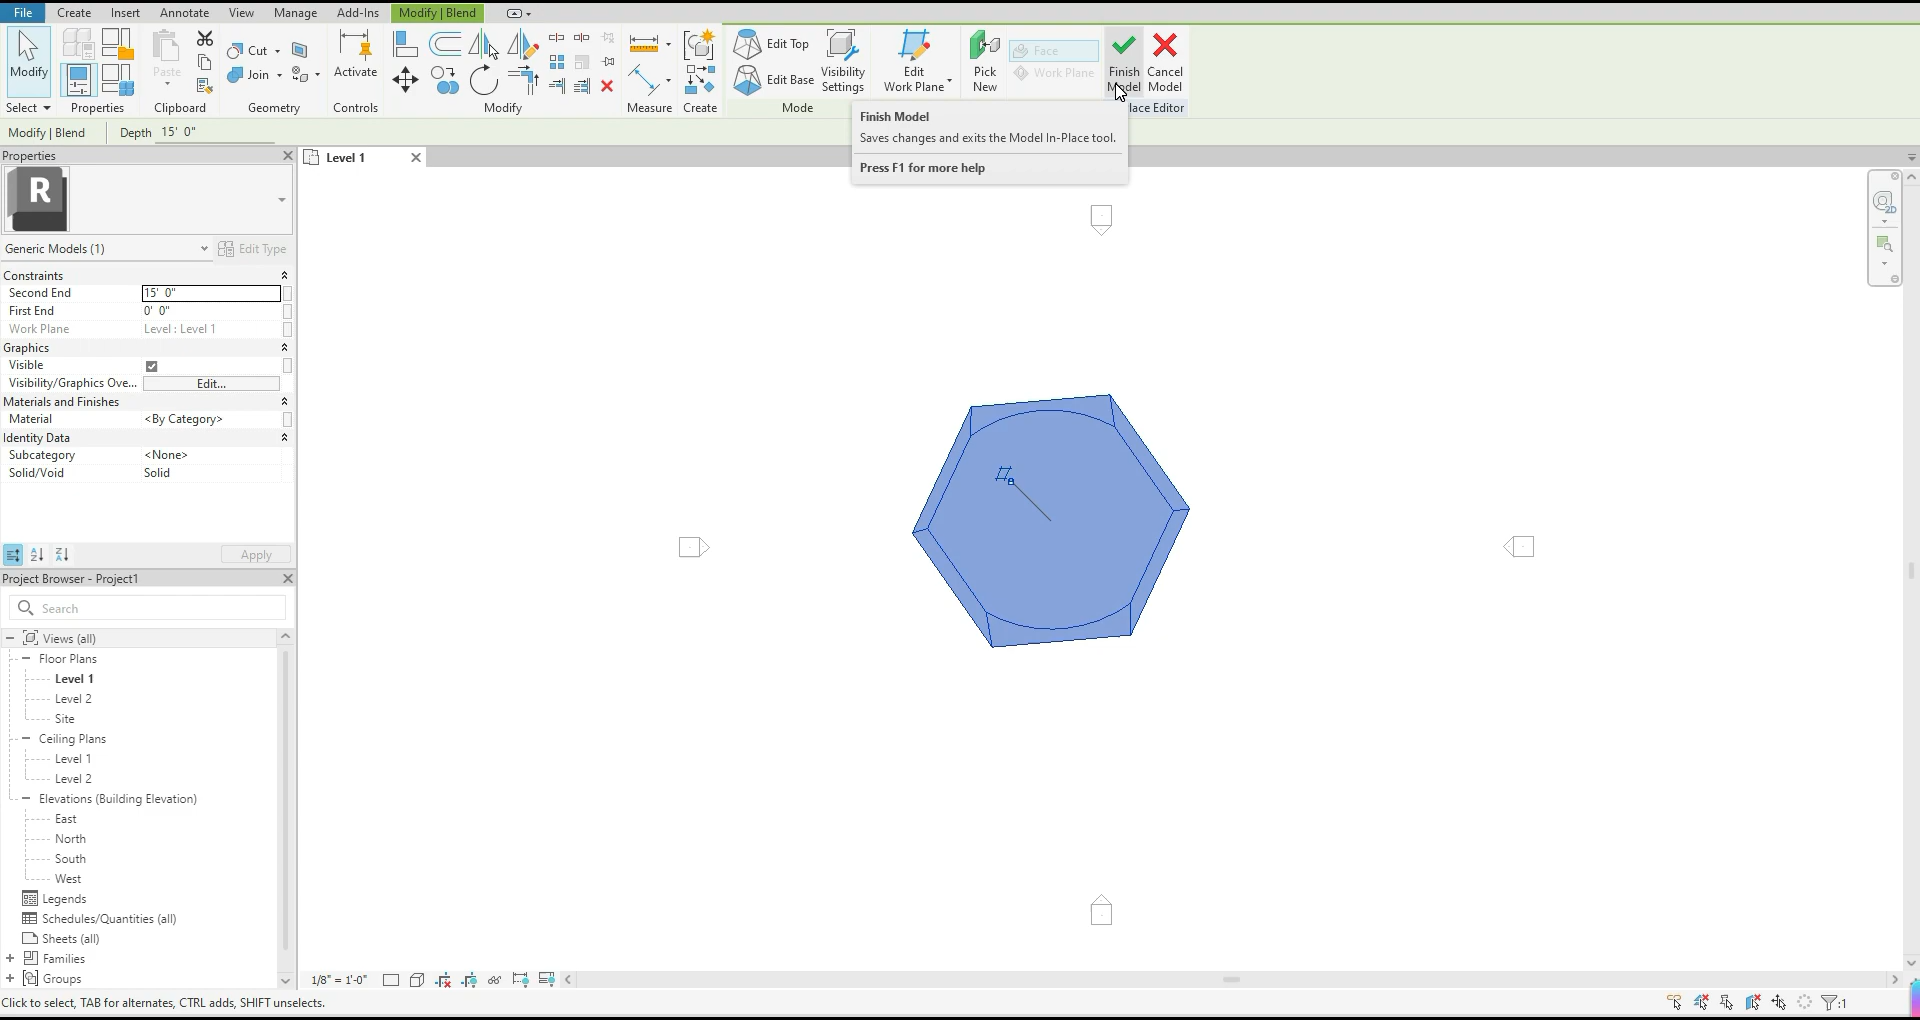 File Create Insert Annotate View Manage Add-Ins Modify | Blend
Modify
Select
Properties
Paste
Clipboard
Cut
Join
Geometry
Activate
Controls
Modify
Measure
Create
Edit Top
Edit Base
Mode
Visibility
Settings
Edit
Work Plane
Pick
New
Face
Work Plane
Finish
Model
Cancel
Model
lace Editor
Finish Model
Saves changes and exits the Model In-Place tool.
Press F1 for more help
Modify | Blend Depth 15' 0"
Properties
Level 1
R
Generic Models (1) Edit Type
Constraints
Second End 15' 0"
First End 0' 0"
Work Plane Level : Level 1
Graphics
Visible
Visibility/Graphics Ove... Edit...
Materials and Finishes
Material <By Category>
Identity Data
Subcategory <None>
Solid/Void Solid
Apply
Project Browser - Project1
Search
Views (all)
Floor Plans
Level 1
Level 2
Site
Ceiling Plans
Level 1
Level 2
Elevations (Building Elevation)
East
North
South
West
Legends
Schedules/Quantities (all)
Sheets (all)
Families
Groups
2D
1/8" = 1'-0"
Click to select, TAB for alternates, CTRL adds, SHIFT unselects.
:1